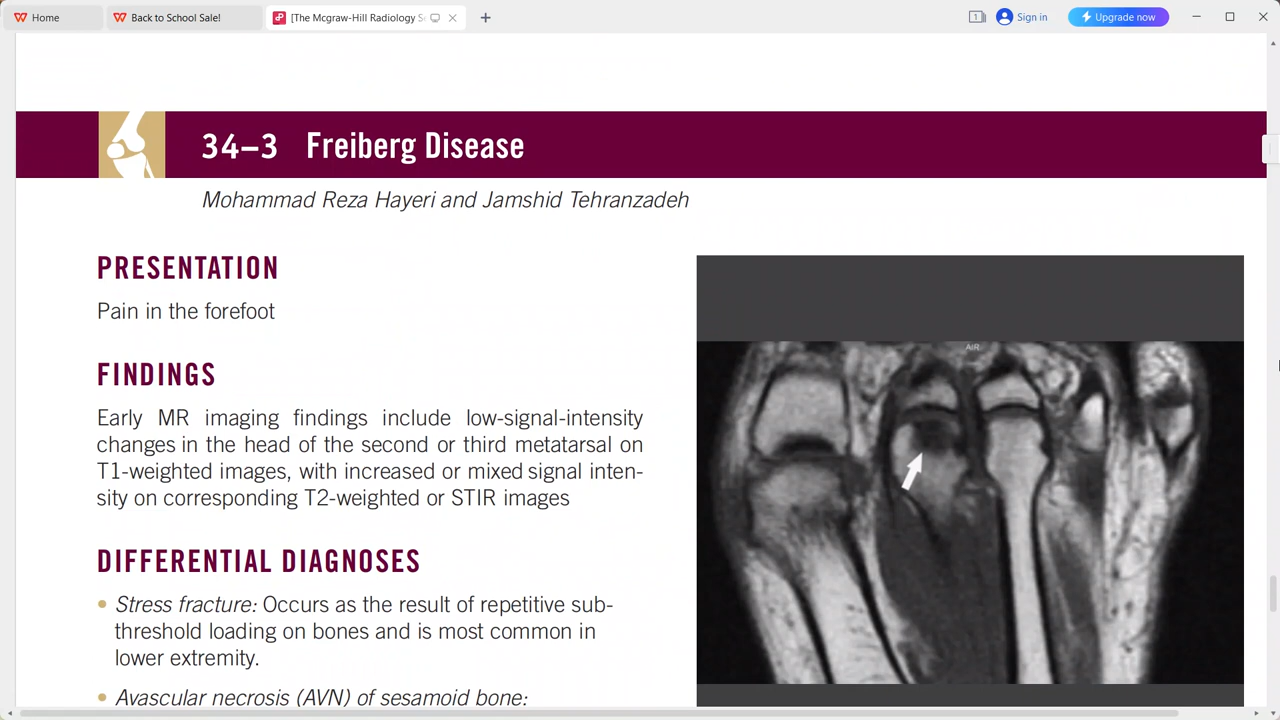 Home
Back to School Sale!
[The Mcgraw-Hill Radiology S
1
Sign in
Upgrade now
34–3 Freiberg Disease
Mohammad Reza Hayeri and Jamshid Tehranzadeh
PRESENTATION
Pain in the forefoot
FINDINGS
Early MR imaging findings include low-signal-intensity
changes in the head of the second or third metatarsal on
T1-weighted images, with increased or mixed signal inten-
sity on corresponding T2-weighted or STIR images
DIFFERENTIAL DIAGNOSES
• Stress fracture: Occurs as the result of repetitive sub-
threshold loading on bones and is most common in
lower extremity.
• Avascular necrosis (AVN) of sesamoid bone:
AIR